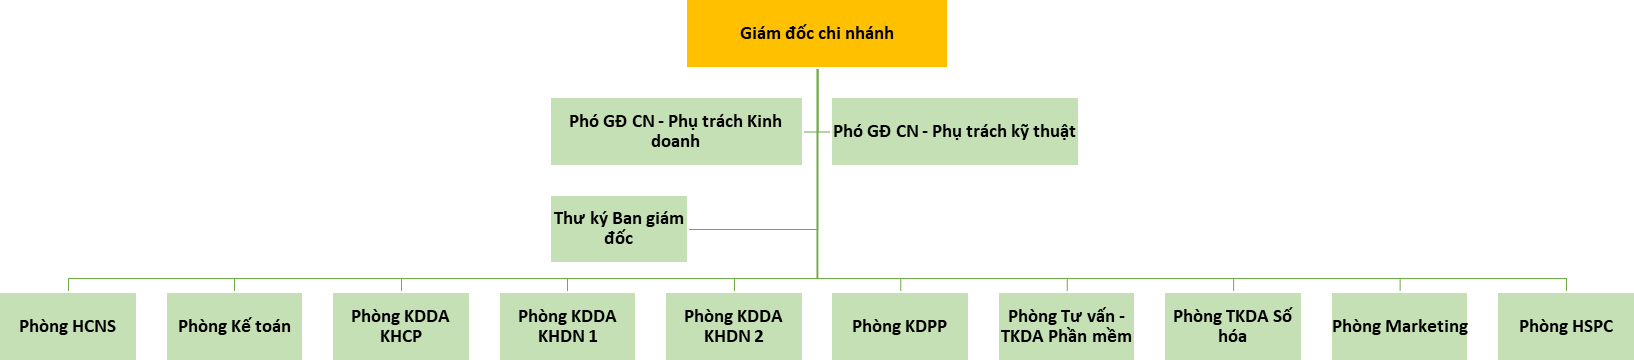 Giám đốc chi nhánh
Phó GĐ CN - Phụ trách Kinh
doanh
Phó GĐ CN - Phụ trách kỹ thuật
Thư ký Ban giám
đốc
Phòng HCNS
Phòng Kế toán
Phòng KDDA
KHCP
Phòng KDDA
KHDN 1
Phòng KDDA
KHDN 2
Phòng KDPP
Phòng Tư vấn -
TKDA Phần mềm
Phòng TKDA Số
hóa
Phòng Marketing
Phòng HSPC